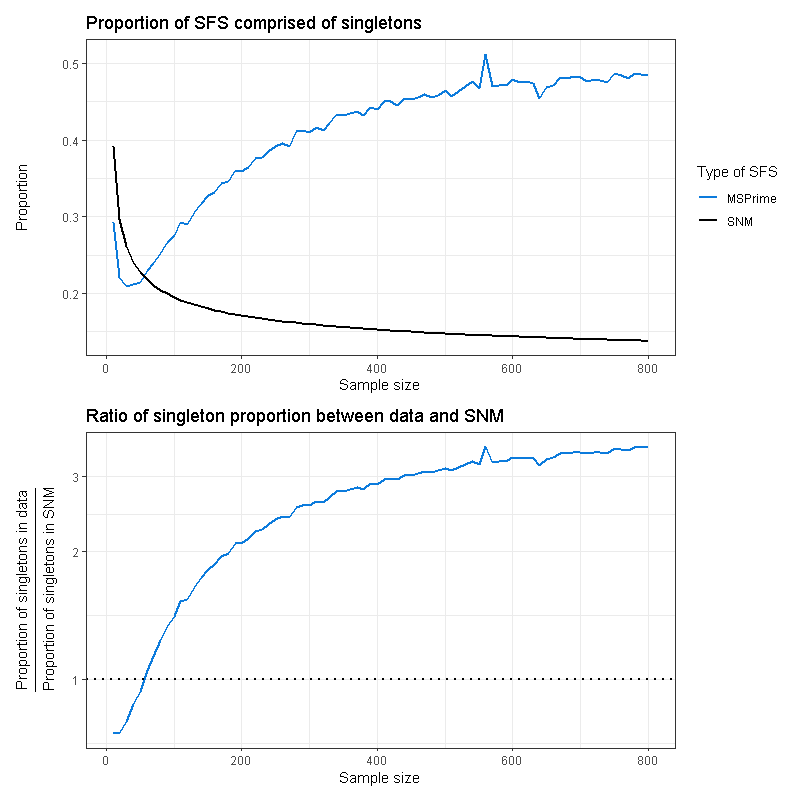 Proportion of SFS comprised of singletons
0.5
0.4
0.3
0.2
Proportion
0
200
400
600
800
Sample size
Type of SFS
MSPrime
SNM
Ratio of singleton proportion between data and SNM
3
2
1
Proportion of singletons in data
Proportion of singletons in SNM
0
200
400
600
800
Sample size